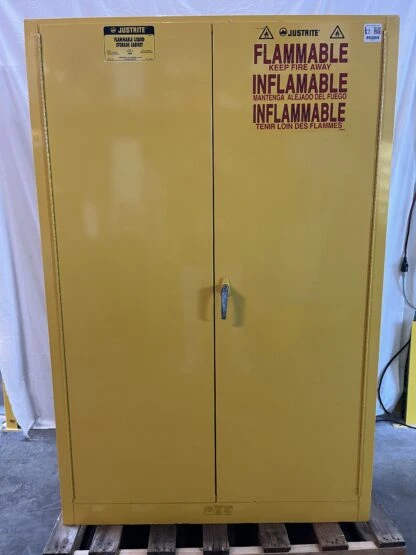 JUSTRITE
FLAMMABLE LIQUID
STORAGE CABINET
JUSTRITE
FLAMMABLE
KEEP FIRE AWAY
INFLAMABLE
MANTENGA ALEJADO DEL FUEGO
INFLAMMABLE
TENIR LOIN DES FLAMMES